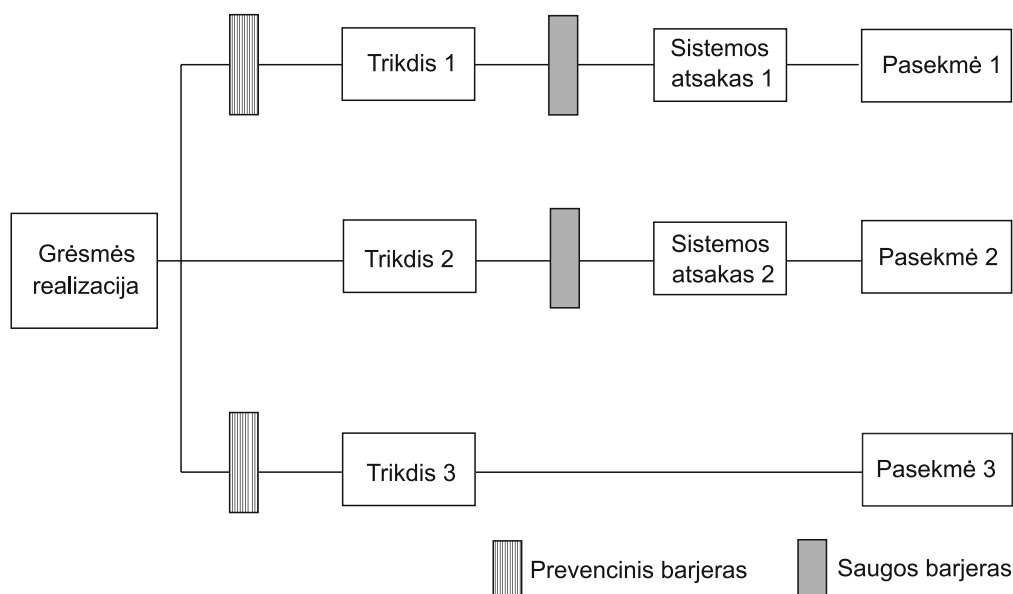 Trikdis 1
Sistemos
atsakas 1
Pasekmė 1
Grėsmės
realizacija
Trikdis 2
Sistemos
atsakas 2
Pasekmė 2
Trikdis 3
Pasekmė 3
Prevencinis barjeras
Saugos barjeras